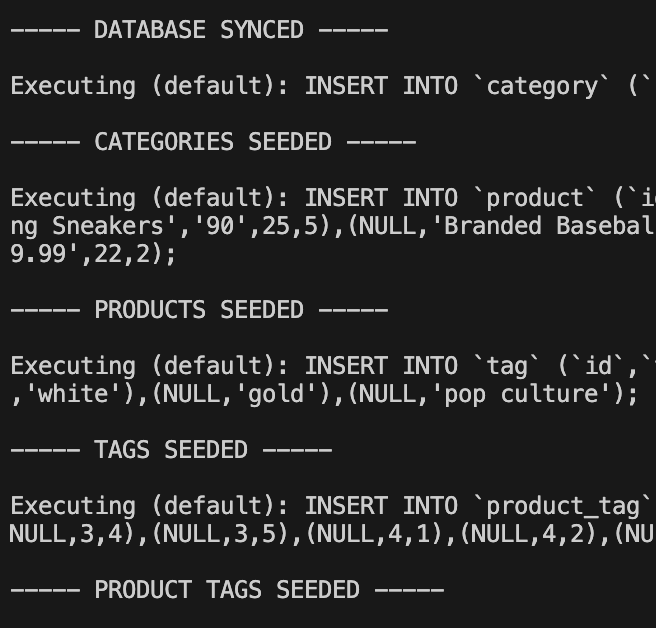 ----- DATABASE SYNCED -----
Executing (default): INSERT INTO `category` (`
----- CATEGORIES SEEDED -----
Executing (default): INSERT INTO `product` (`id
ng Sneakers','90',25,5),(NULL,'Branded Basebal
9.99',22,2);
----- PRODUCTS SEEDED -----
Executing (default): INSERT INTO `tag` (`id`,`
,'white'),(NULL,'gold'),(NULL,'pop culture');
----- TAGS SEEDED -----
Executing (default): INSERT INTO `product_tag`
NULL,3,4),(NULL,3,5),(NULL,4,1),(NULL,4,2),(NU
----- PRODUCT TAGS SEEDED -----